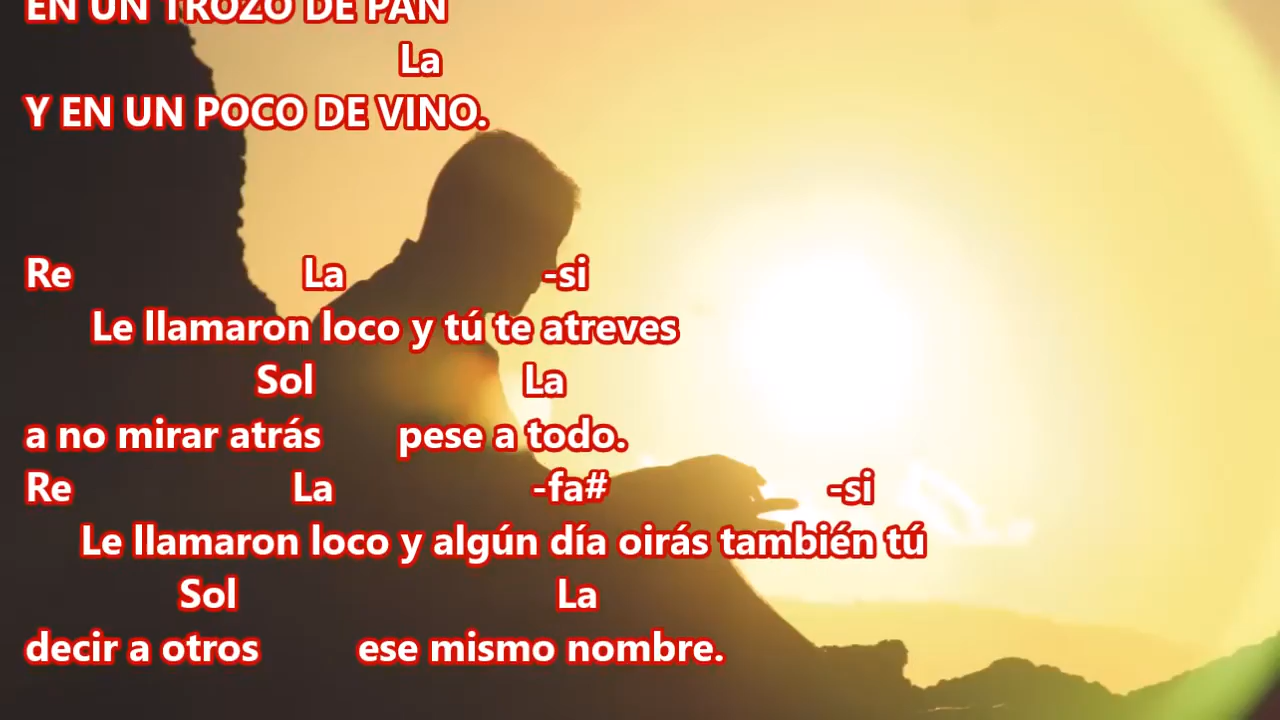 EN UN TROZO DE PAN
La
Y EN UN POCO DE VINO.
Re La -si
Le llamaron loco y tú te atreves
Sol La
a no mirar atrás pese a todo.
Re La -fa# -si
Le llamaron loco y algún día oirás también tú
Sol La
decir a otros ese mismo nombre.